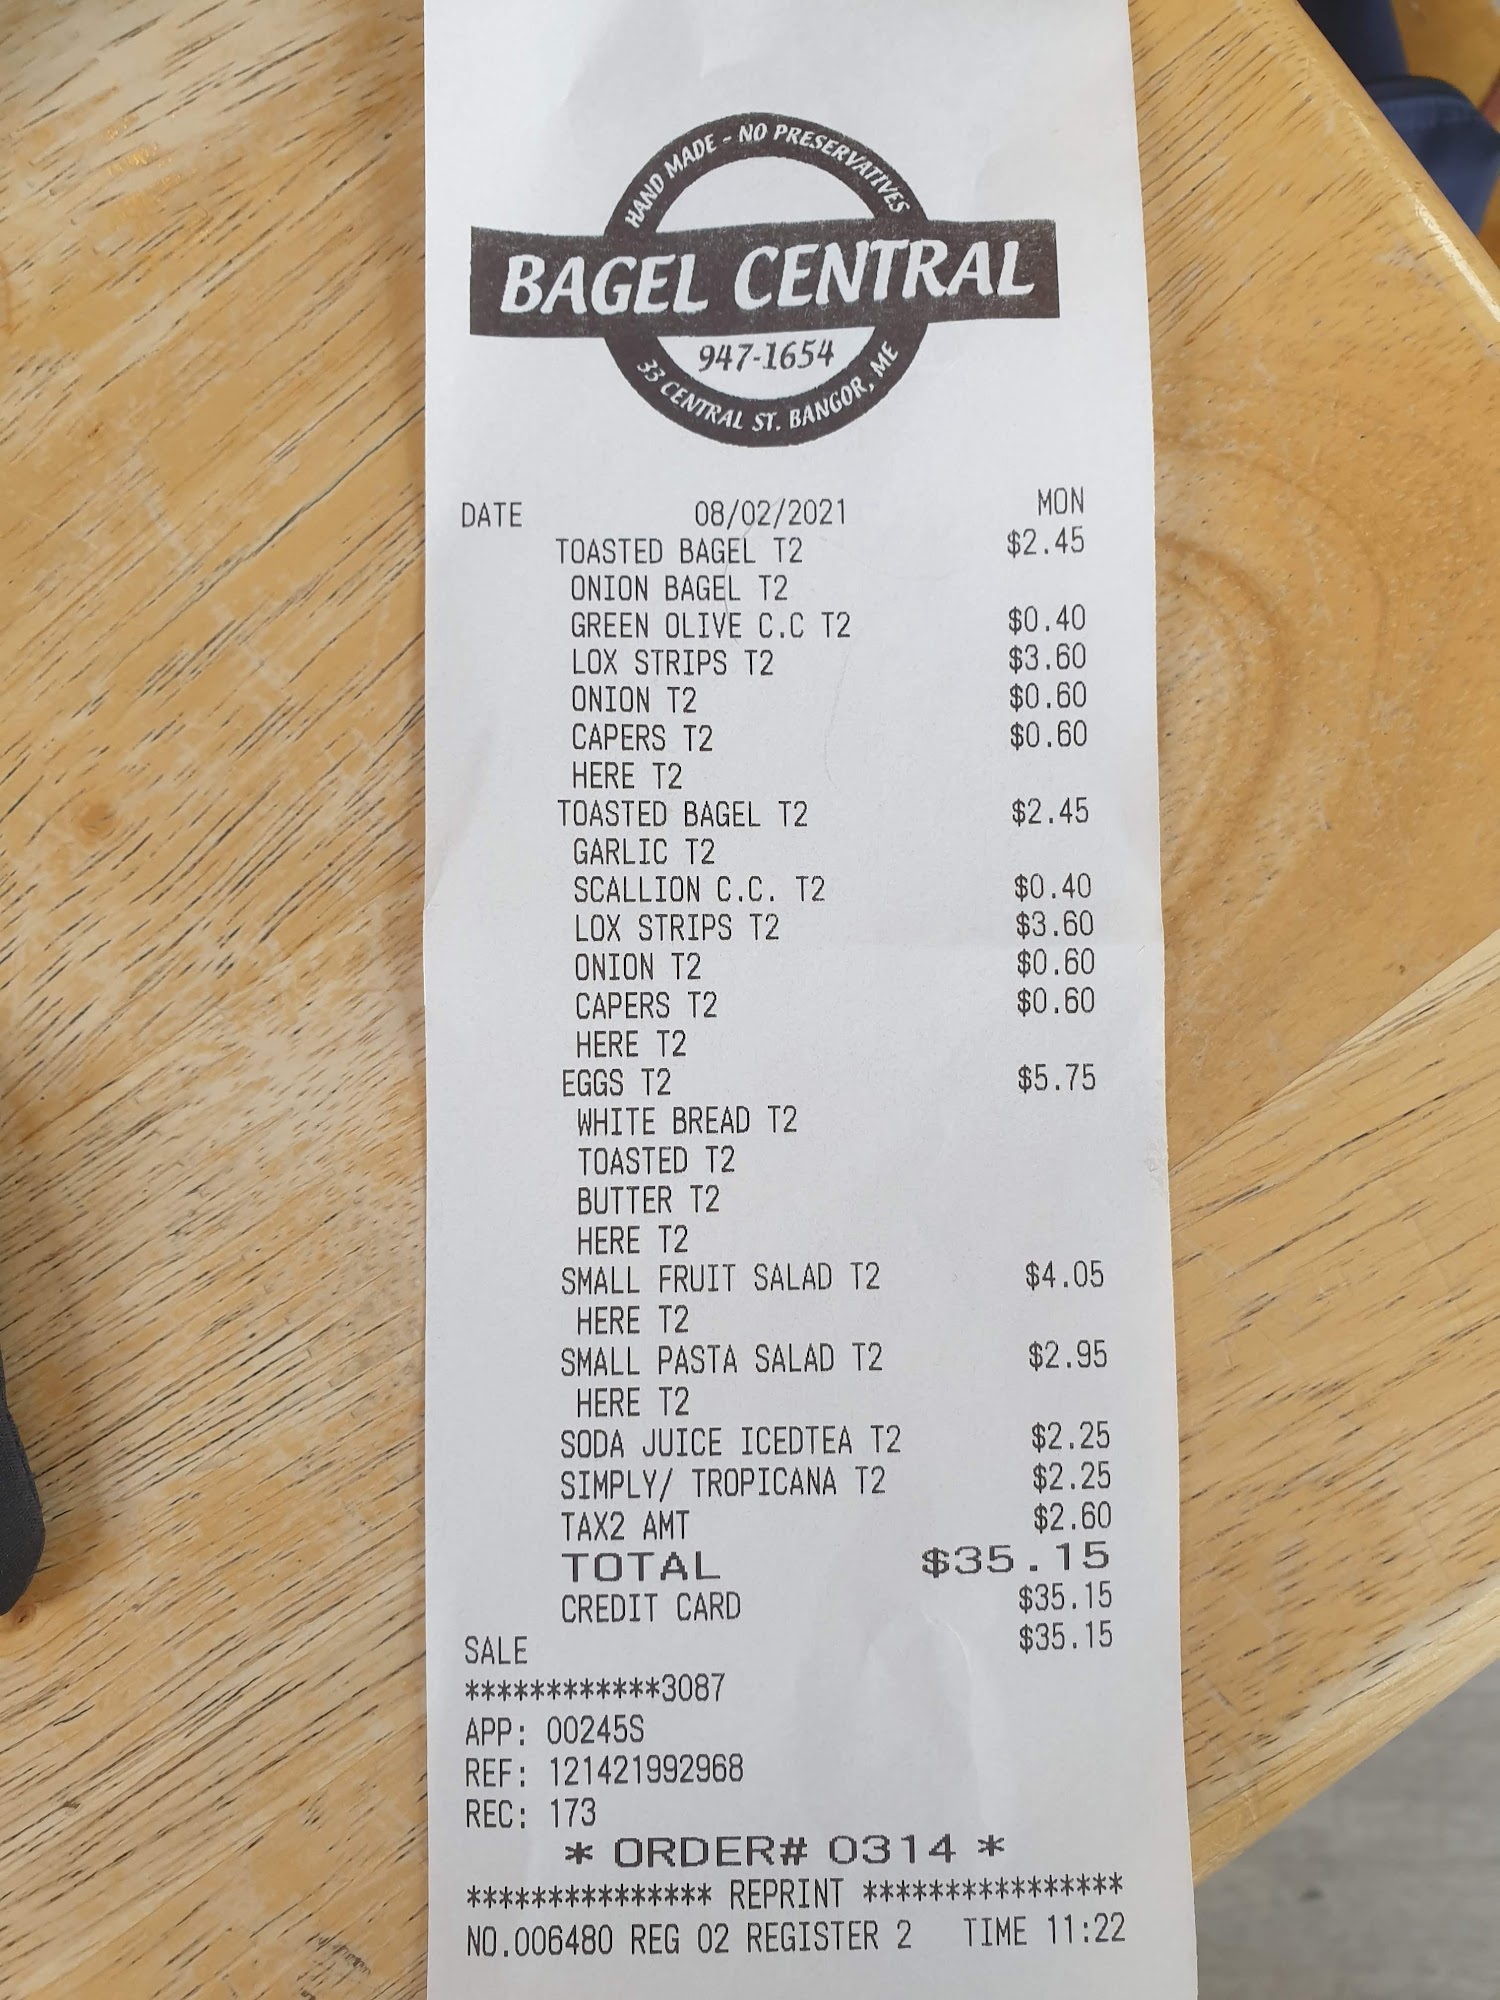 HAND MADE - NO PRESERVATIVES
BAGEL CENTRAL
947-1654
33 CENTRAL ST. BANGOR, ME
DATE 08/02/2021 MON
TOASTED BAGEL T2 $2.45
ONION BAGEL T2
GREEN OLIVE C.C T2 $0.40
LOX STRIPS T2 $3.60
ONION T2 $0.60
CAPERS T2 $0.60
HERE T2
TOASTED BAGEL T2 $2.45
GARLIC T2
SCALLION C.C. T2 $0.40
LOX STRIPS T2 $3.60
ONION T2 $0.60
CAPERS T2 $0.60
HERE T2
EGGS T2 $5.75
WHITE BREAD T2
TOASTED T2
BUTTER T2
HERE T2
SMALL FRUIT SALAD T2 $4.05
HERE T2
SMALL PASTA SALAD T2 $2.95
HERE T2
SODA JUICE ICEDTEA T2 $2.25
SIMPLY/ TROPICANA T2 $2.25
TAX2 AMT $2.60
TOTAL $35.15
CREDIT CARD $35.15
SALE $35.15
************3087
APP: 00245S
REF: 121421992968
REC: 173
* ORDER# 0314 *
*************** REPRINT ****************
NO.006480 REG 02 REGISTER 2 TIME 11:22